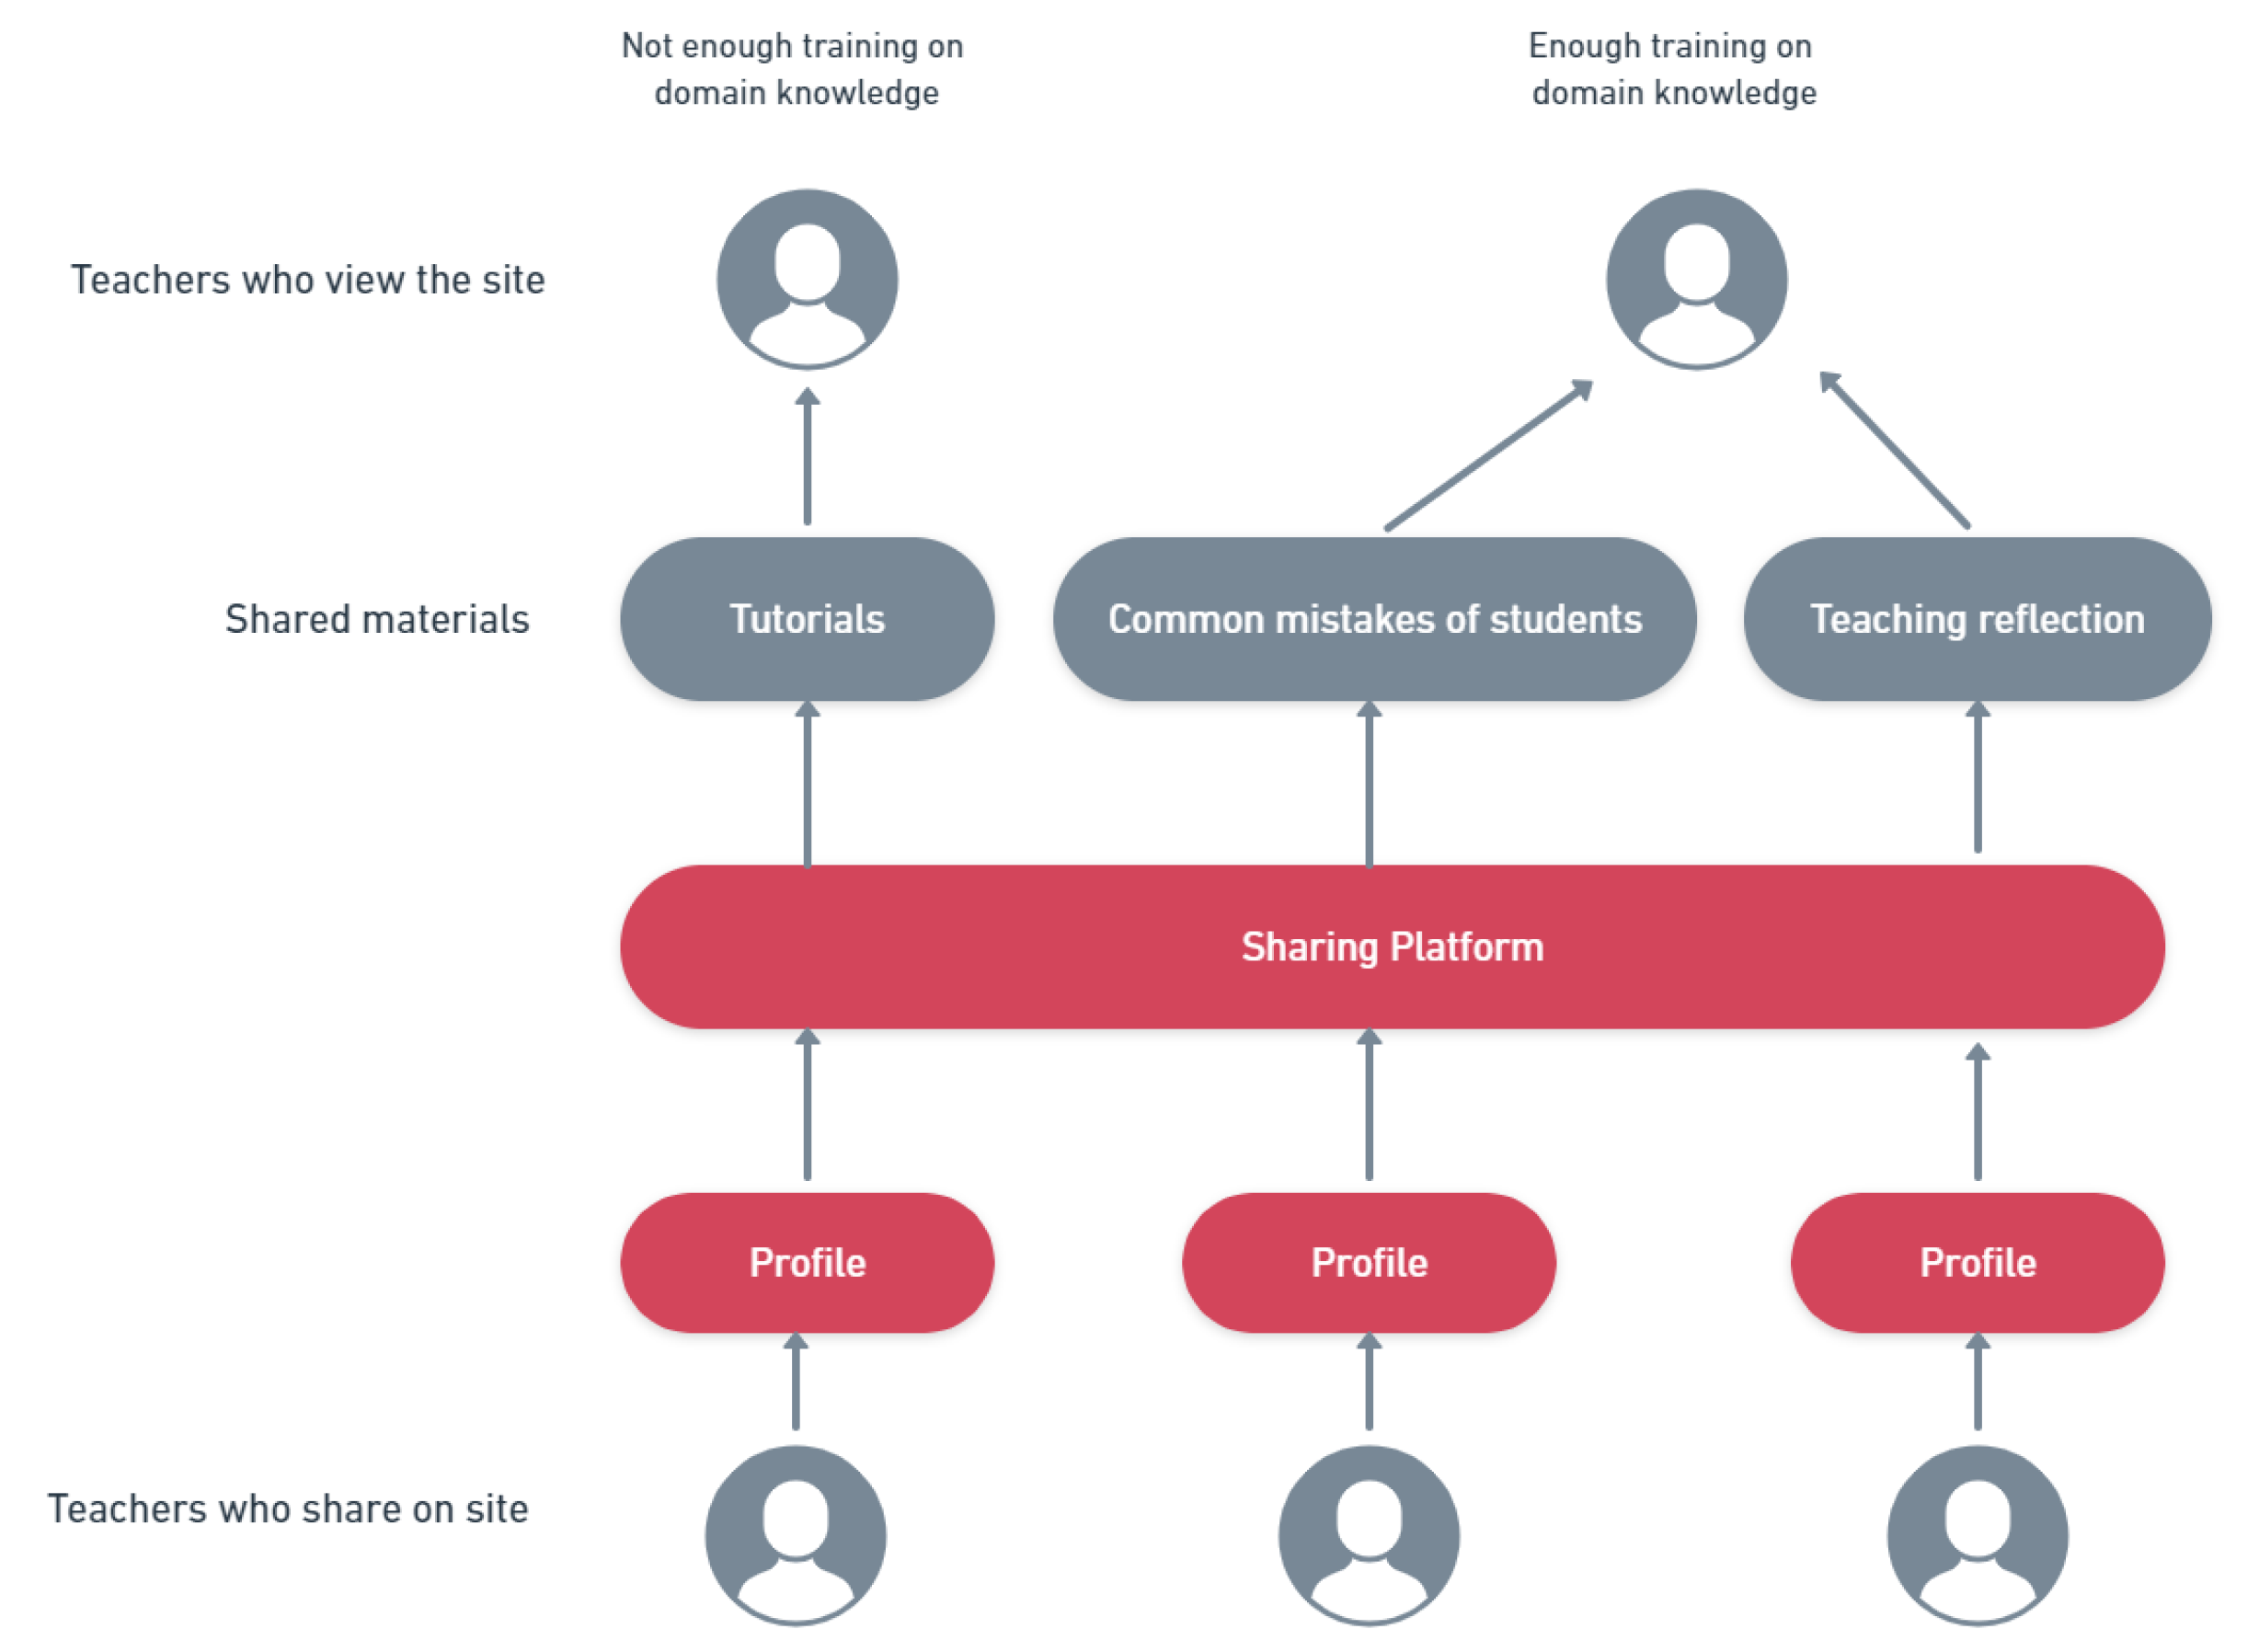 Not enough training on
domain knowledge
Enough training on
domain knowledge
Teachers who view the site
Shared materials
Tutorials
Common mistakes of students
Teaching reflection
Sharing Platform
Profile
Profile
Profile
Teachers who share on site